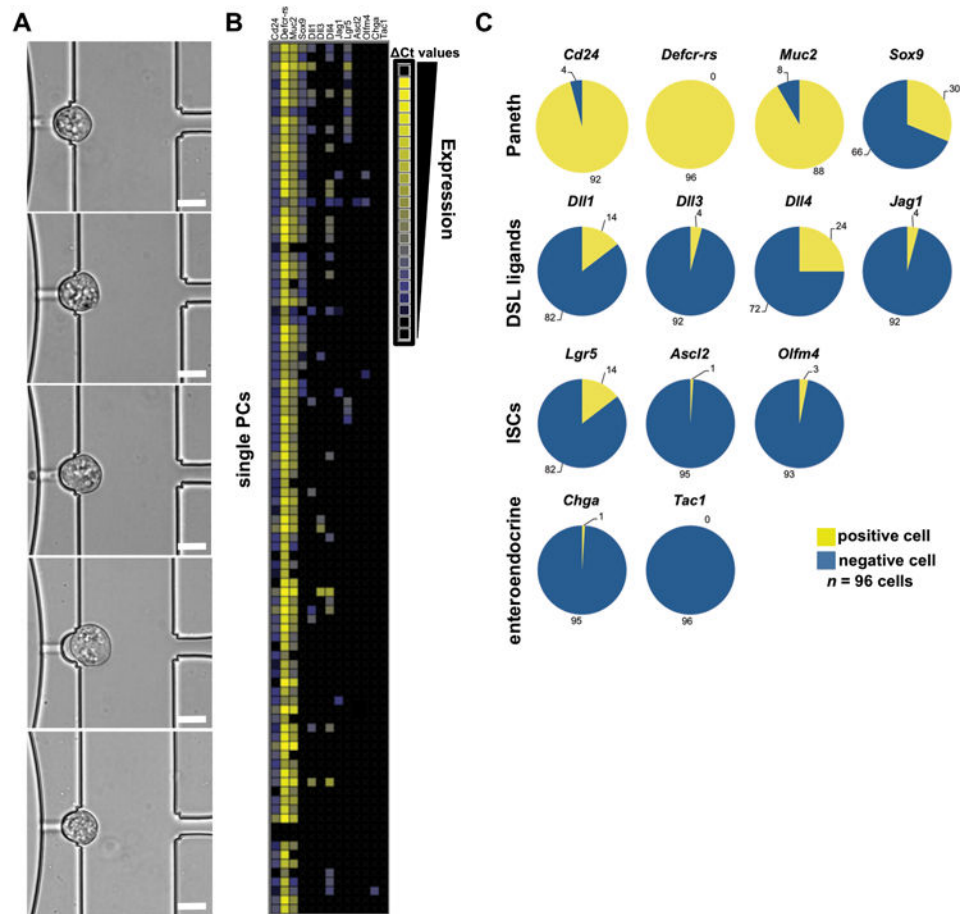 A
B
C
Cd24
Defcr-rs
Muc2
Sox9
Dll1
Dll3
Dll4
Jag1
Lgr5
Ascl2
Olfm4
Chga
Tac1
ΔCt values
Expression
single PCs
Paneth
Cd24
Defcr-rs
Muc2
Sox9
4
0
8
30
92
96
88
66
DSL ligands
Dll1
Dll3
Dll4
Jag1
14
4
24
4
82
92
72
92
ISCs
Lgr5
Ascl2
Olfm4
14
1
3
82
95
93
enteroendocrine
Chga
Tac1
1
0
95
96
positive cell
negative cell
n = 96 cells